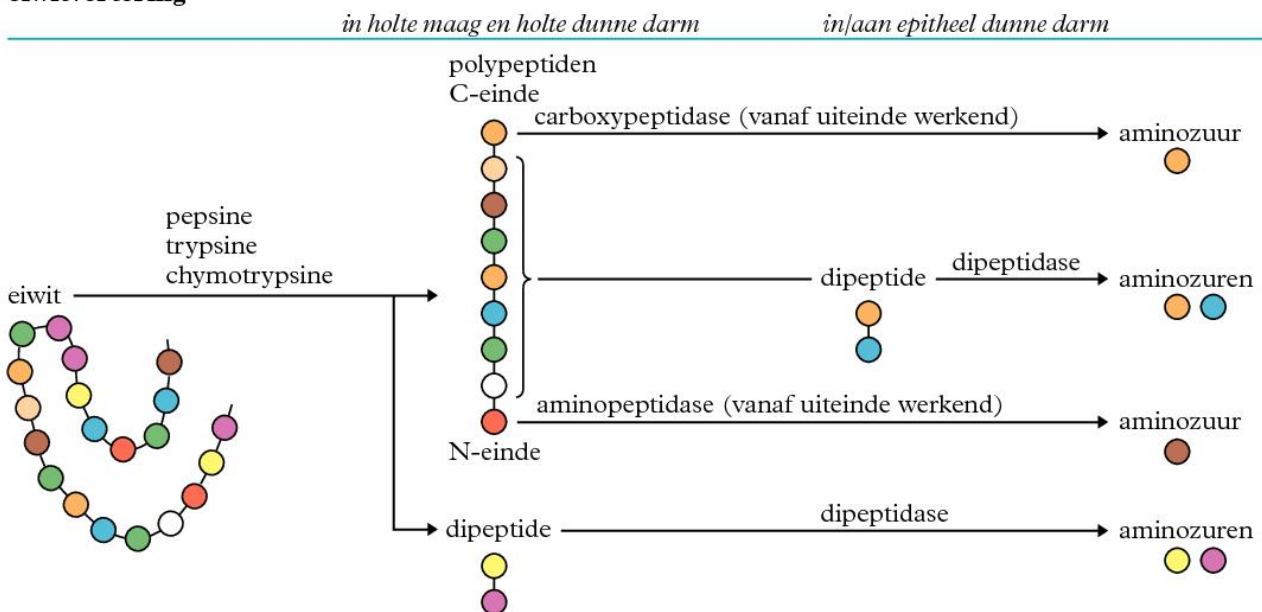 in holte maag en holte dunne darm
in/aan epitheel dunne darm
polypeptiden
C-einde
carboxypeptidase (vanaf uiteinde werkend)
aminozuur
pepsine
trypsine
chymotrypsine
eiwit
dipeptide
dipeptidase
aminozuren
aminopeptidase (vanaf uiteinde werkend)
aminozuur
N-einde
dipeptide
dipeptidase
aminozuren